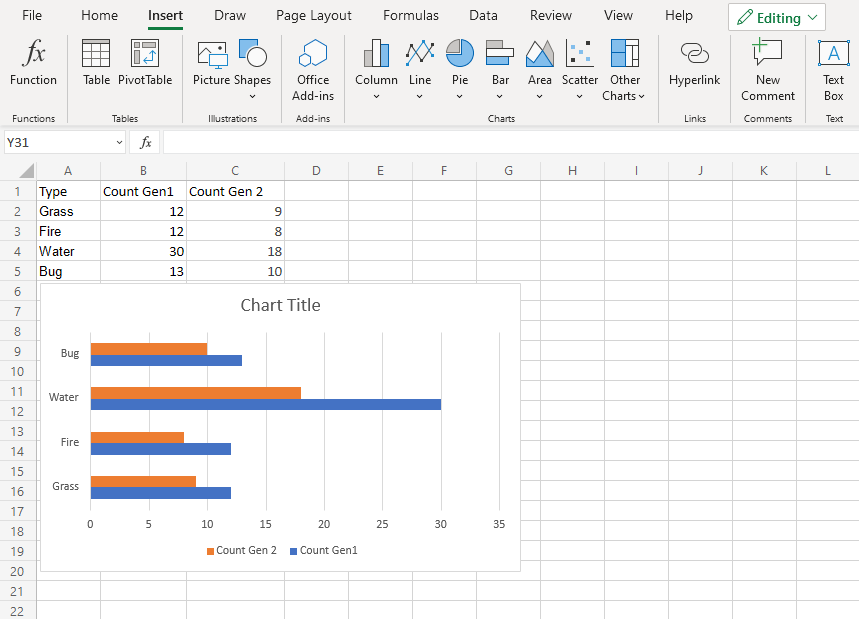 File Home Insert Draw Page Layout Formulas Data Review View Help Editing
fx
Function Table PivotTable Picture Shapes Office Add-ins Column Line Pie Bar Area Scatter Other Charts Hyperlink New Comment A Text Box
Functions Tables Illustrations Add-ins Charts Links Comments Text
Y31 fx
A B C D E F G H I J K L
1 Type Count Gen1 Count Gen 2
2 Grass 12 9
3 Fire 12 8
4 Water 30 18
5 Bug 13 10
6
7
8
9
10
11
12
13
14
15
16
17
18
19
20
21
22
Chart Title
Bug
Water
Fire
Grass
0 5 10 15 20 25 30 35
Count Gen 2 Count Gen1